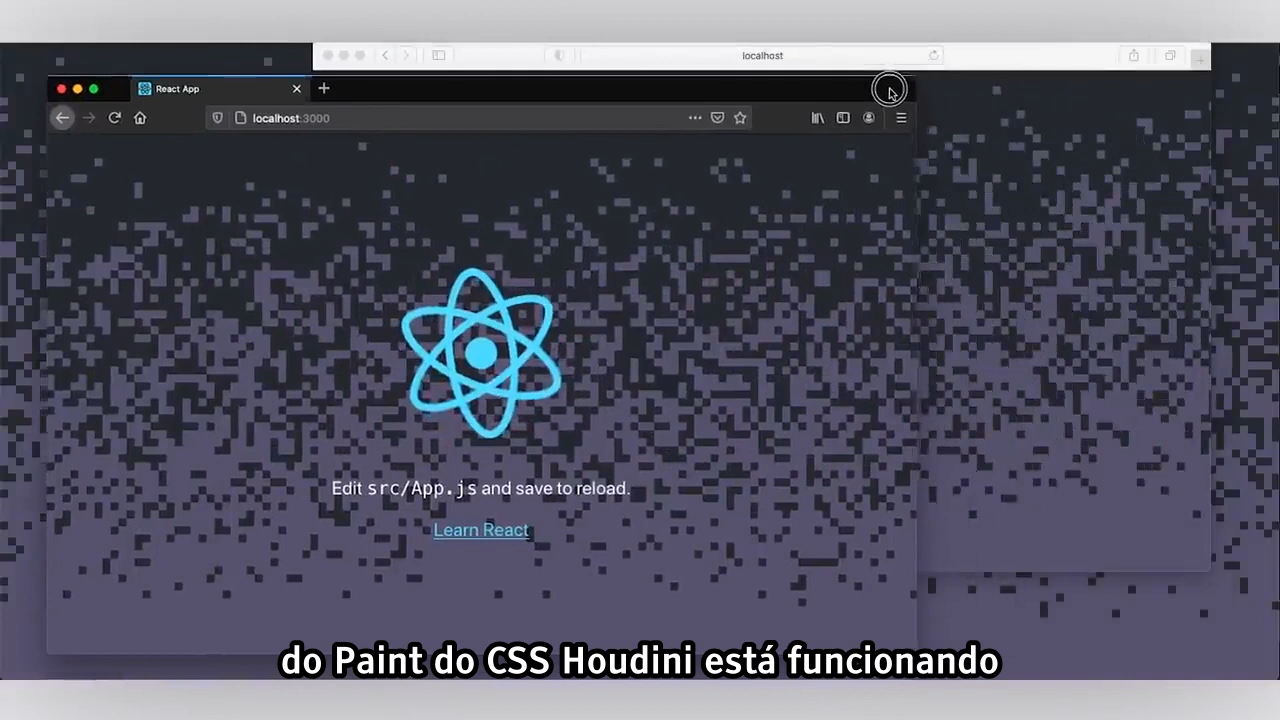 localhost
React App
localhost:3000
Edit src/App.js and save to reload.
Learn React
do Paint do CSS Houdini está funcionando